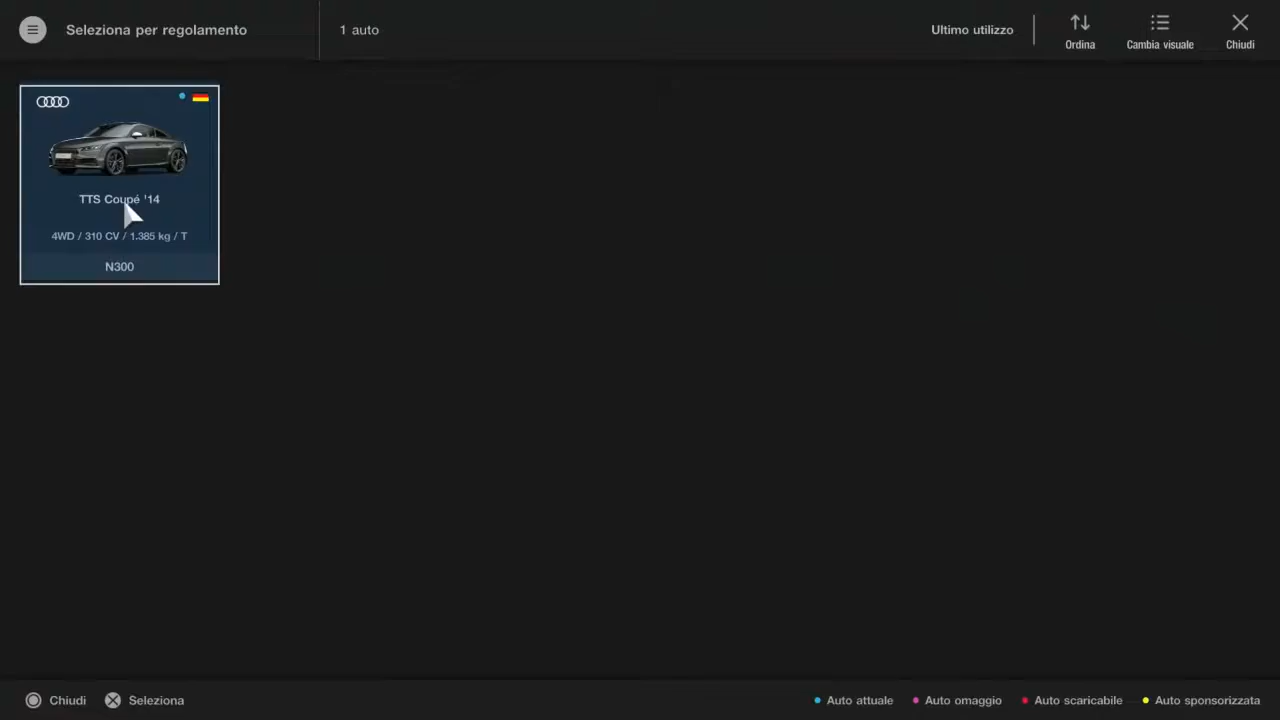 Seleziona per regolamento
1 auto
Ultimo utilizzo
Ordina
Cambia visuale
Chiudi
TTS Coupé '14
4WD / 310 CV / 1.385 kg / T
N300
Chiudi
Seleziona
Auto attuale
Auto omaggio
Auto scaricabile
Auto sponsorizzata